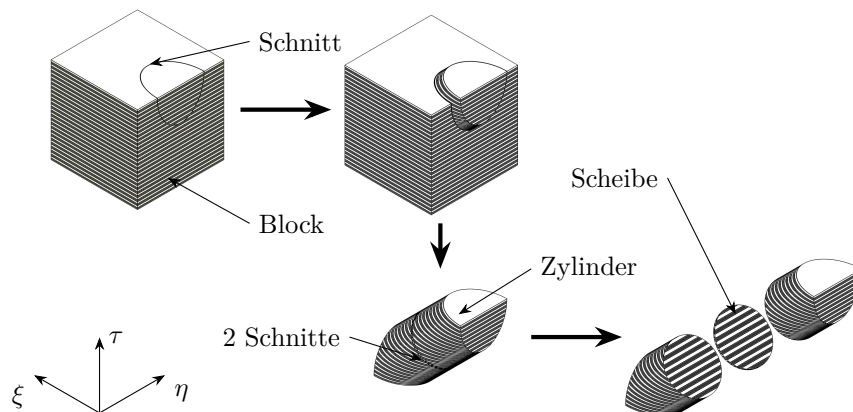 Schnitt
Block
Scheibe
Zylinder
2 Schnitte
τ
ξ
η